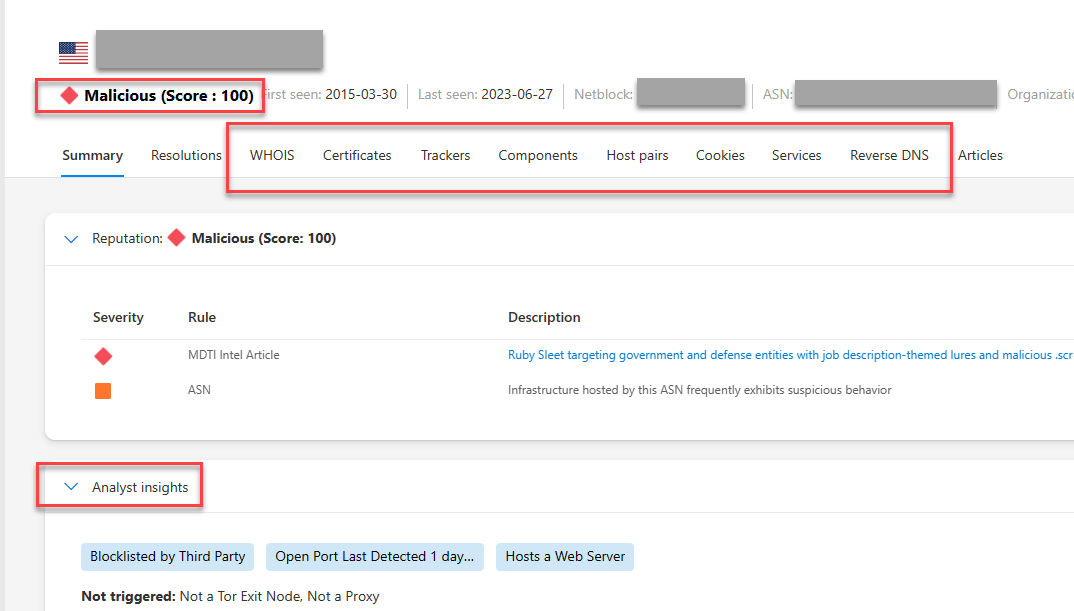 Malicious (Score : 100) irst seen: 2015-03-30 Last seen: 2023-06-27 Netblock: ASN: Organizatio
Summary Resolutions WHOIS Certificates Trackers Components Host pairs Cookies Services Reverse DNS Articles
Reputation: Malicious (Score: 100)
Severity Rule Description
MDTI Intel Article Ruby Sleet targeting government and defense entities with job description-themed lures and malicious .scr
ASN Infrastructure hosted by this ASN frequently exhibits suspicious behavior
Analyst insights
Blocklisted by Third Party Open Port Last Detected 1 day... Hosts a Web Server
Not triggered: Not a Tor Exit Node, Not a Proxy